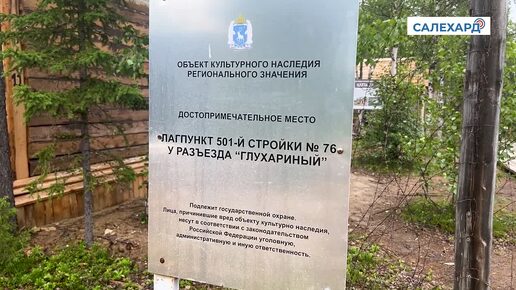 САЛЕХАРД
ОБЪЕКТ КУЛЬТУРНОГО НАСЛЕДИЯ
РЕГИОНАЛЬНОГО ЗНАЧЕНИЯ
ДОСТОПРИМЕЧАТЕЛЬНОЕ МЕСТО
ЛАГПУНКТ 501-Й СТРОЙКИ № 76
У РАЗЪЕЗДА "ГЛУХАРИНЫЙ"
Подлежит государственной охране.
Лица, причинившие вред объекту культурного наследия,
несут в соответствии с законодательством
Российской Федерации уголовную,
административную и иную ответственность.